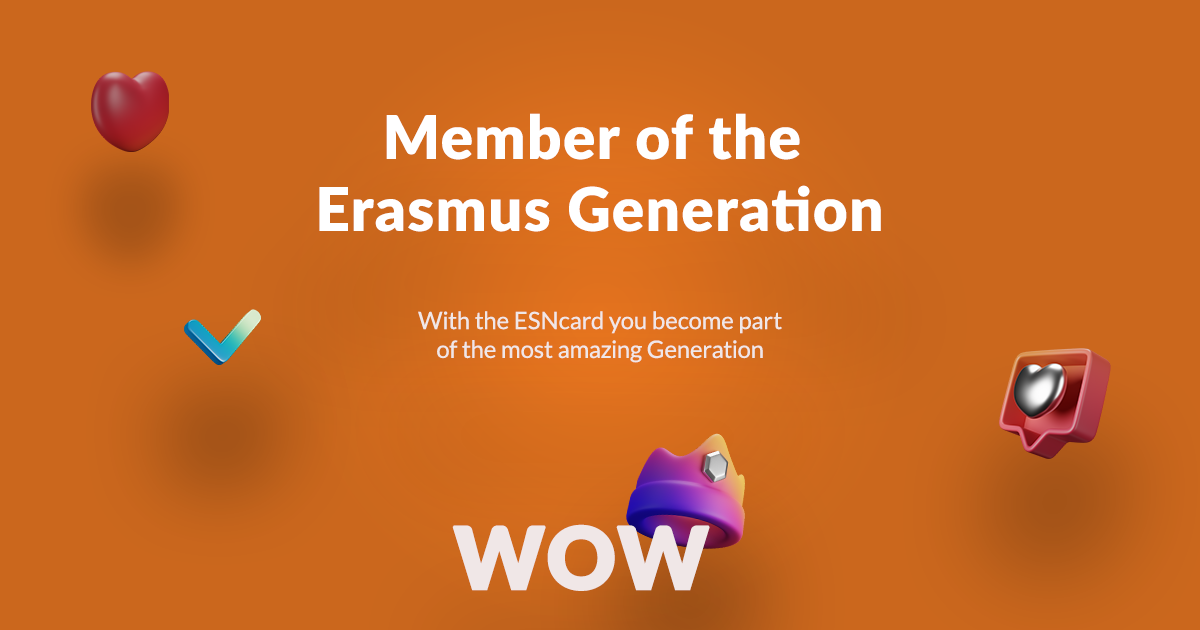 Member of the
Erasmus Generation
With the ESNcard you become part
of the most amazing Generation
WOW